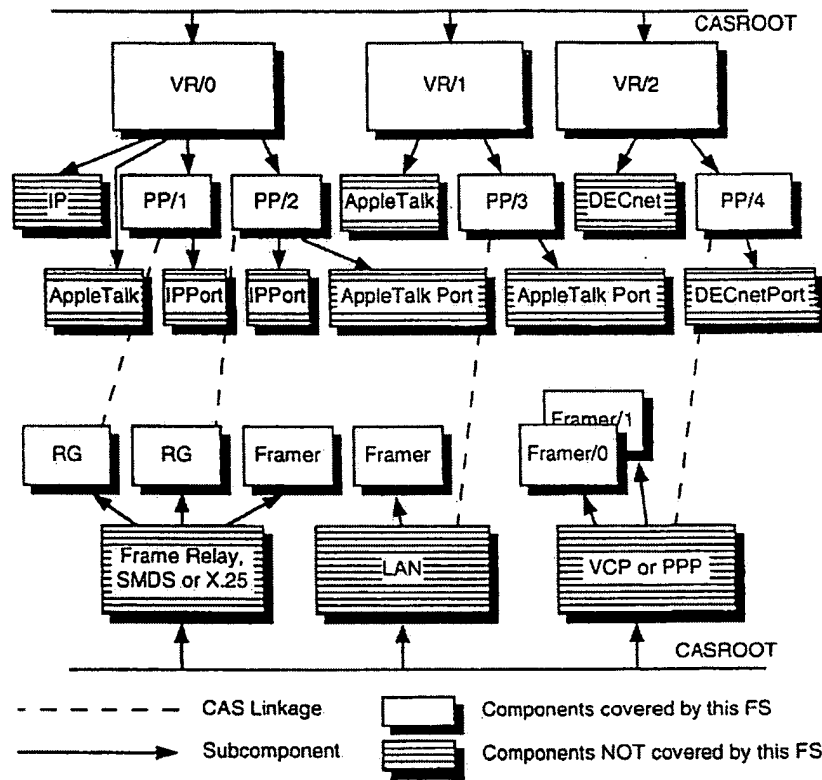 CASROOT
VR/0
VR/1
VR/2
IP
PP/1
PP/2
AppleTalk
PP/3
DECnet
PP/4
AppleTalk
IPPort
IPPort
AppleTalk Port
AppleTalk Port
DECnetPort
Framer/1
RG
RG
Framer
Framer
Framer/0
Frame Relay,
SMDS or X.25
LAN
VCP or PPP
CASROOT
CAS Linkage
Components covered by this FS
Subcomponent
Components NOT covered by this FS